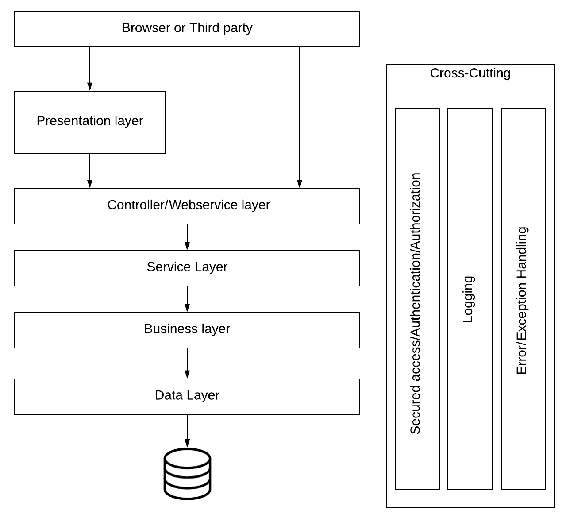 Browser or Third party
Presentation layer
Controller/Webservice layer
Service Layer
Business layer
Data Layer
Cross-Cutting
Secured access/Authentication/Authorization
Logging
Error/Exception Handling